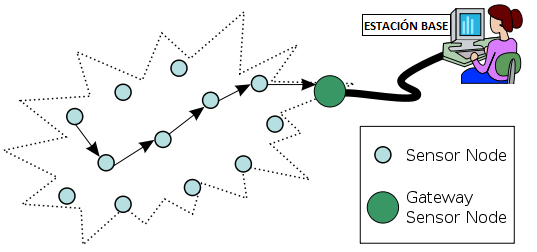 ESTACIÓN BASE
Sensor Node
Gateway
Sensor Node